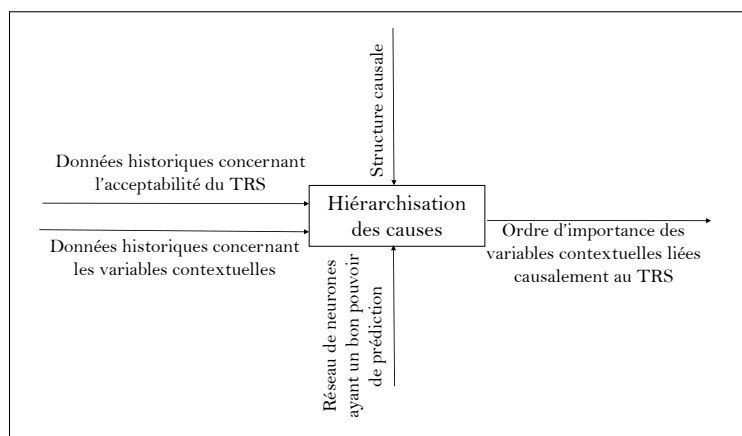 Structure causale
Données historiques concernant
l'acceptabilité du TRS
Données historiques concernant
les variables contextuelles
Hiérarchisation
des causes
Ordre d'importance des
variables contextuelles liées
causalement au TRS
Réseau de neurones
ayant un bon pouvoir
de prédiction